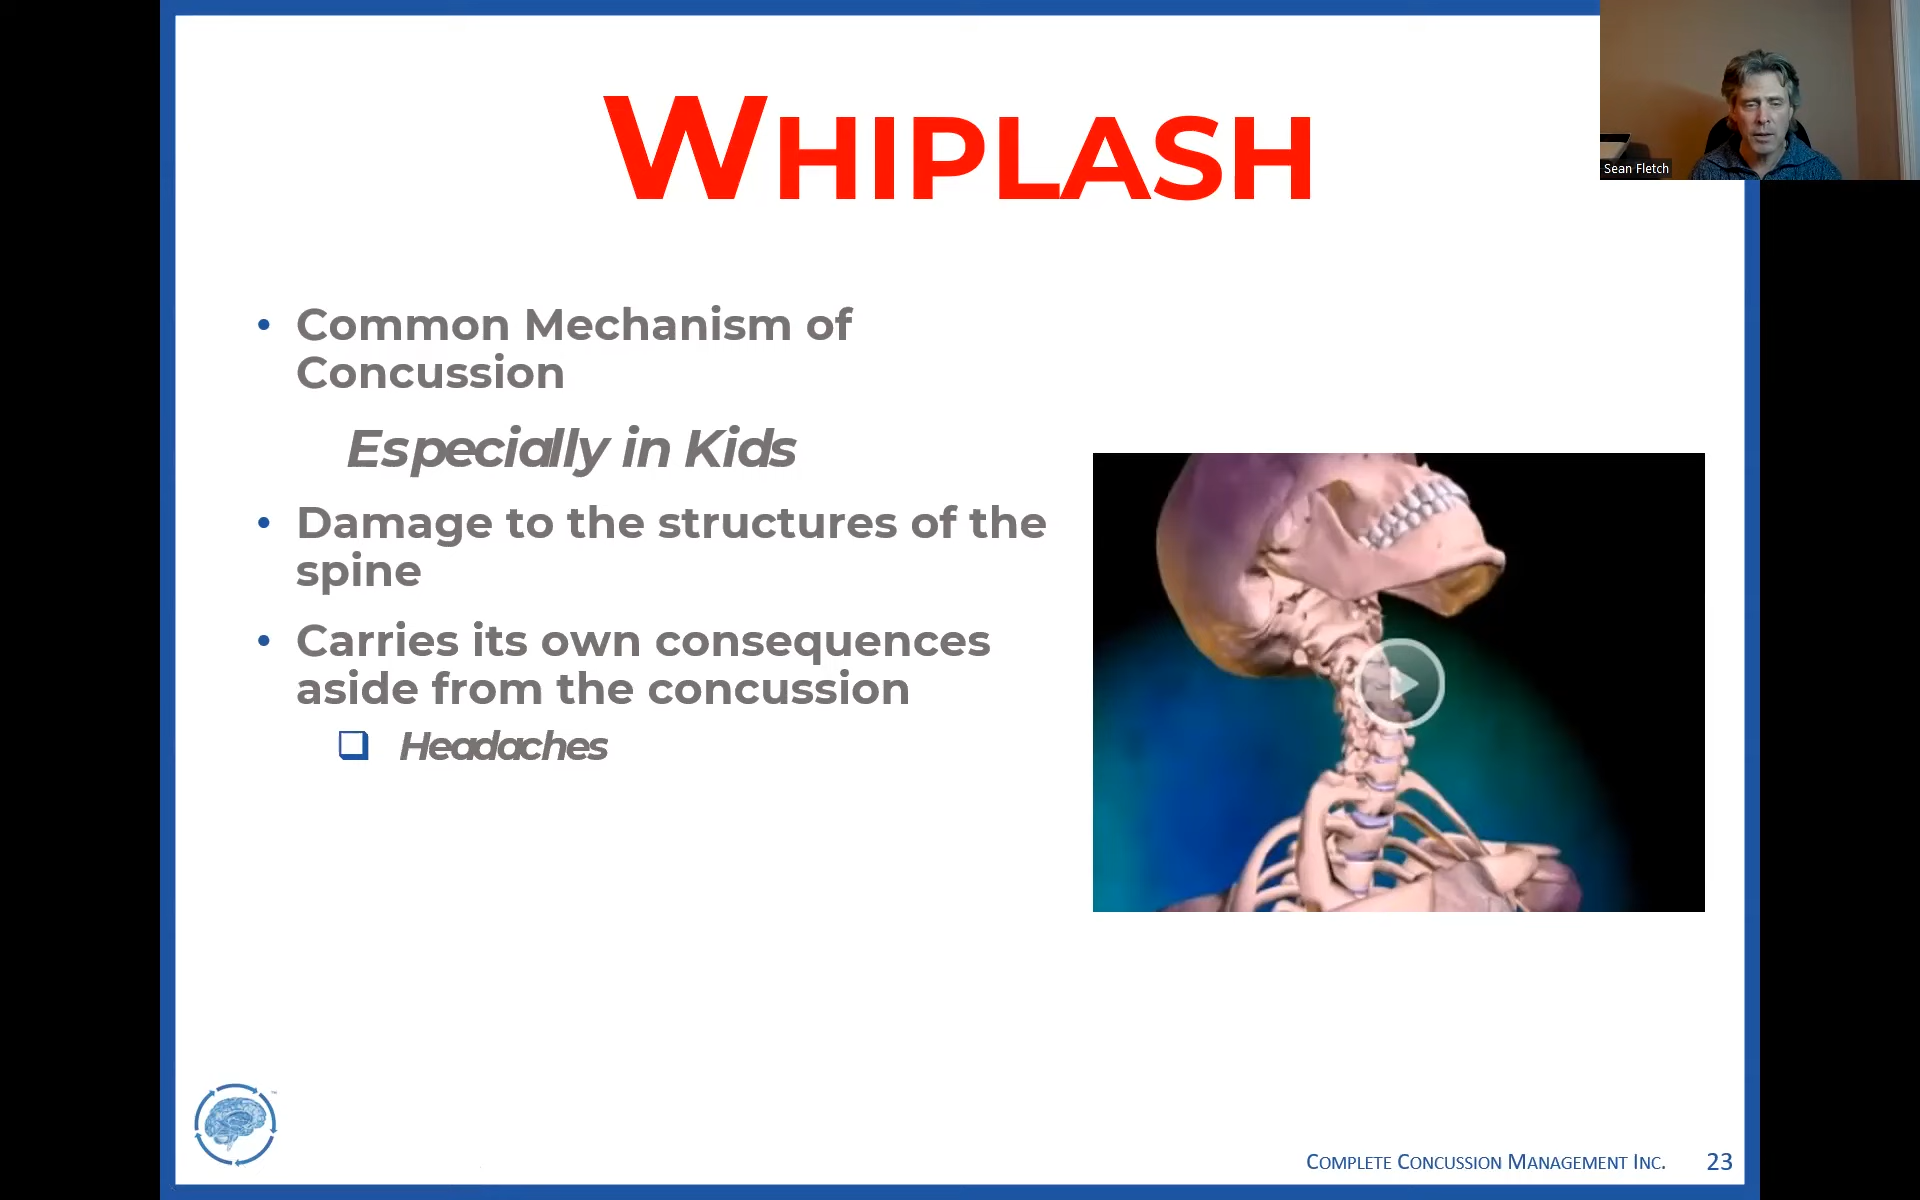 WHIPLASH
Sean Fletch
• Common Mechanism of
Concussion
Especially in Kids
• Damage to the structures of the
spine
• Carries its own consequences
aside from the concussion
❑ Headaches
™
COMPLETE CONCUSSION MANAGEMENT INC. 23